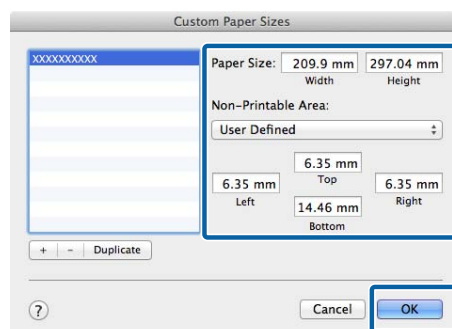 Custom Paper Sizes
XXXXXXXXXX
Paper Size: 209.9 mm 297.04 mm
Width Height
Non-Printable Area:
User Defined
6.35 mm
Top
6.35 mm 6.35 mm
Left Right
14.46 mm
Bottom
+ - Duplicate
? Cancel OK